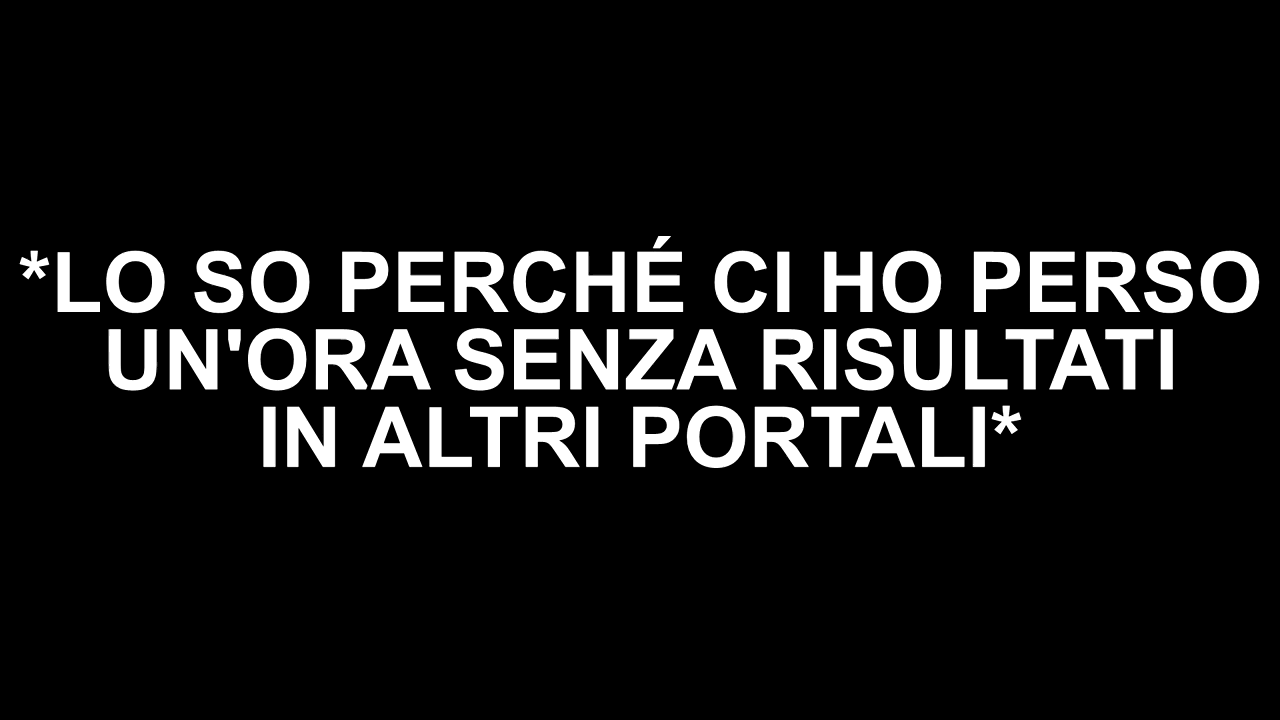 *LO SO PERCHÉ CI HO PERSO
UN'ORA SENZA RISULTATI
IN ALTRI PORTALI*